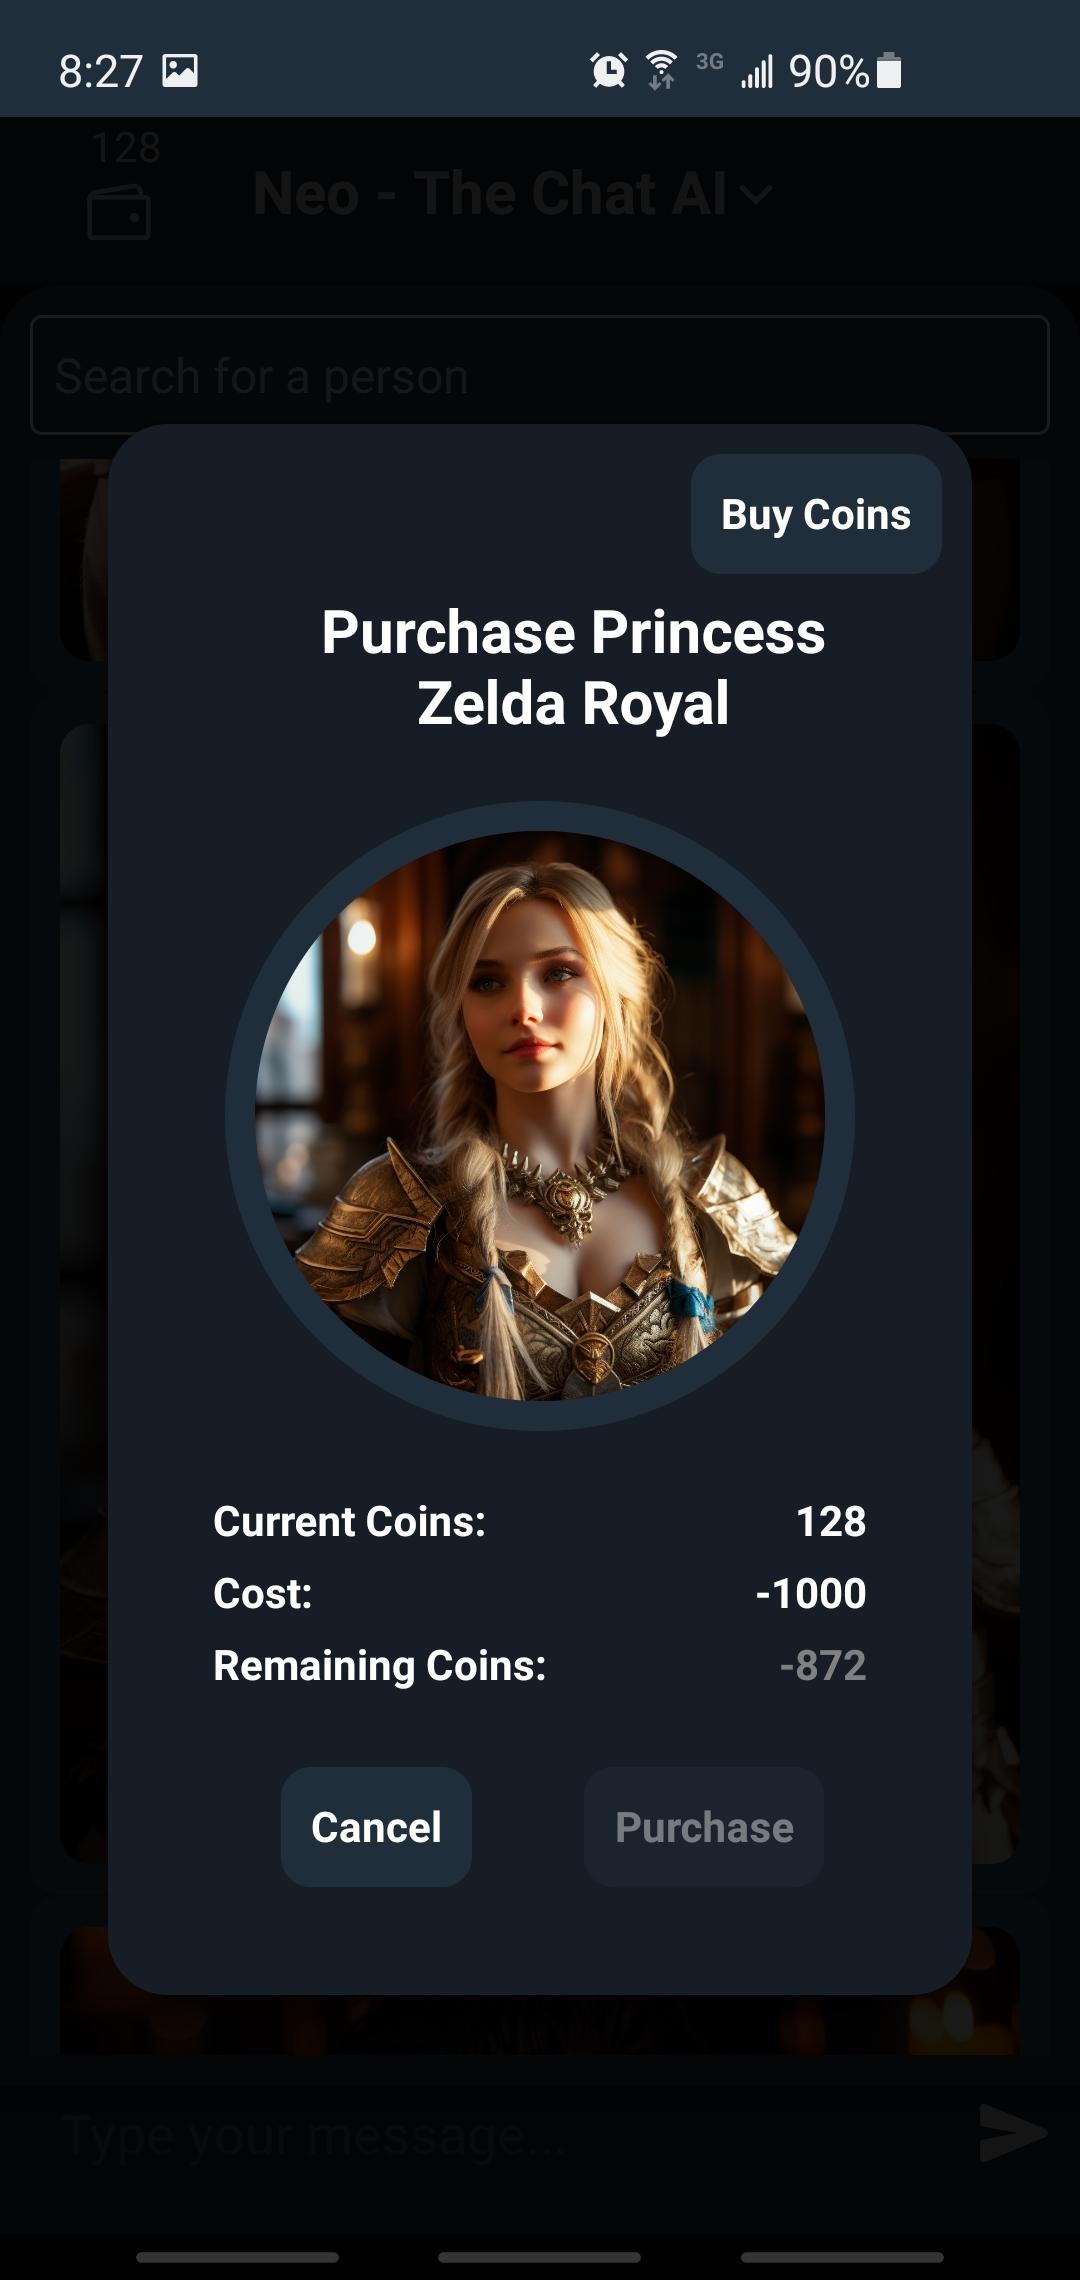 8:27
3G
90%
128
Neo - The Chat AI
Search for a person
Buy Coins
Purchase Princess
Zelda Royal
Current Coins: 128
Cost: -1000
Remaining Coins: -872
Cancel Purchase
Type your message...